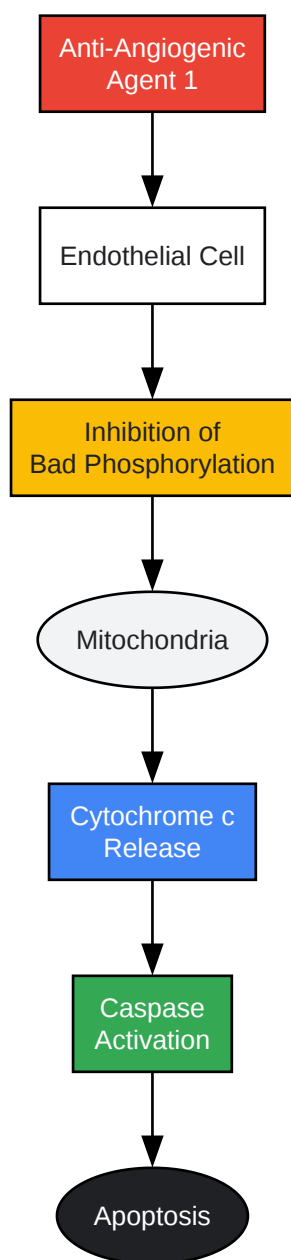 Anti-Angiogenic
Agent 1
Endothelial Cell
Inhibition of
Bad Phosphorylation
Mitochondria
Cytochrome c
Release
Caspase
Activation
Apoptosis